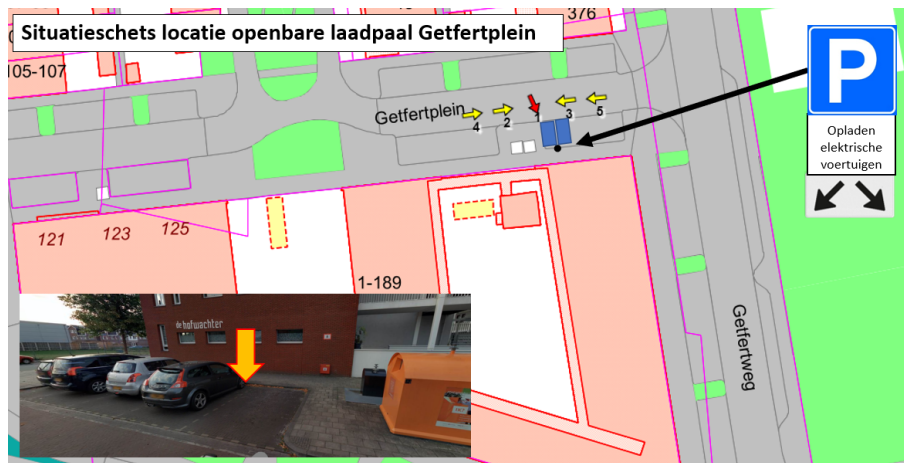 Situatieschets locatie openbare laadpaal Getfertplein
376
105-107
P
Getfertplein
1
4
2
3
5
Opladen
elektrische
voertuigen
121
123
125
1-189
de hofwachter
Getfertweg